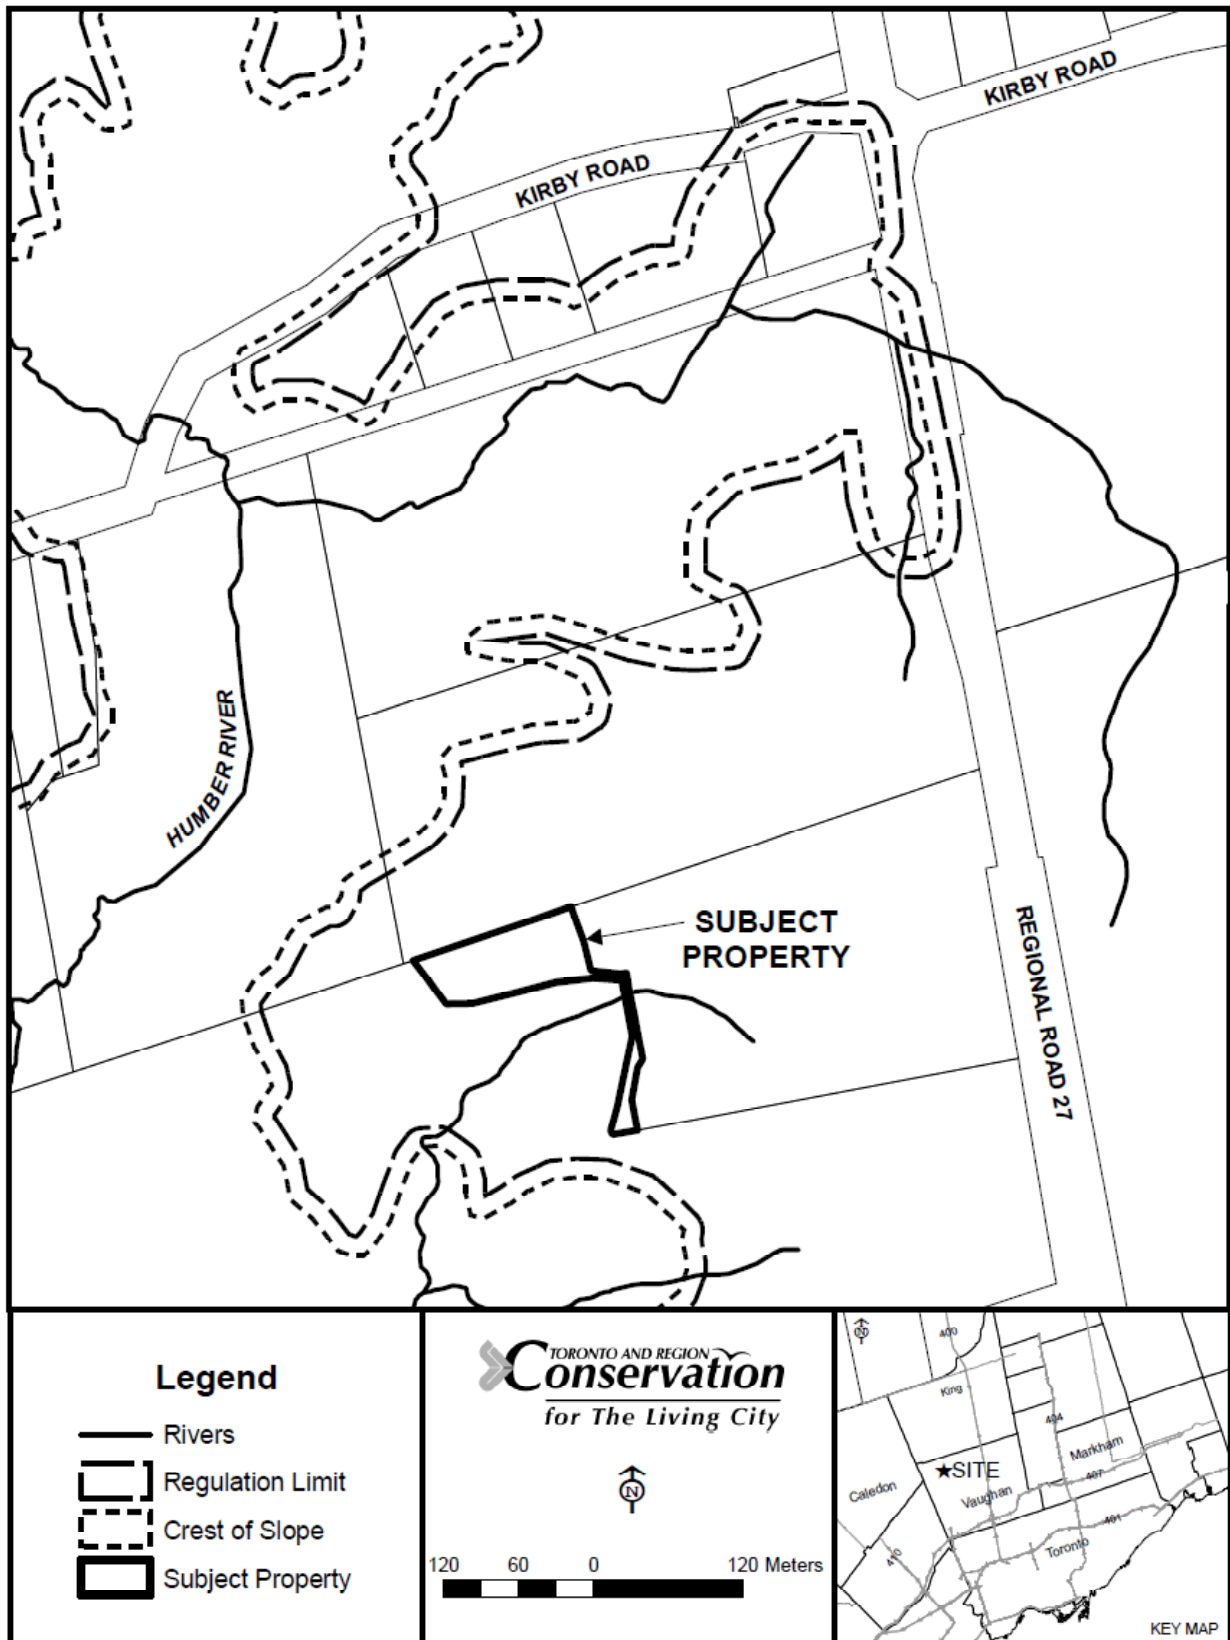 KIRBY ROAD
KIRBY ROAD
HUMBER RIVER
SUBJECT
PROPERTY
REGIONAL ROAD 27
Legend
Rivers
Regulation Limit
Crest of Slope
Subject Property
TORONTO AND REGION
Conservation
for The Living City
N
120 60 0 120 Meters
N
400
King
404
Markham
SITE
407
Caledon
Vaughan
401
410
Toronto
KEY MAP